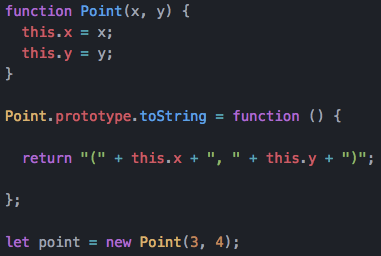 function Point(x, y) {
  this.x = x;
  this.y = y;
}
Point.prototype.toString = function () {
  return "(" + this.x + ", " + this.y + ")";
};
let point = new Point(3, 4);